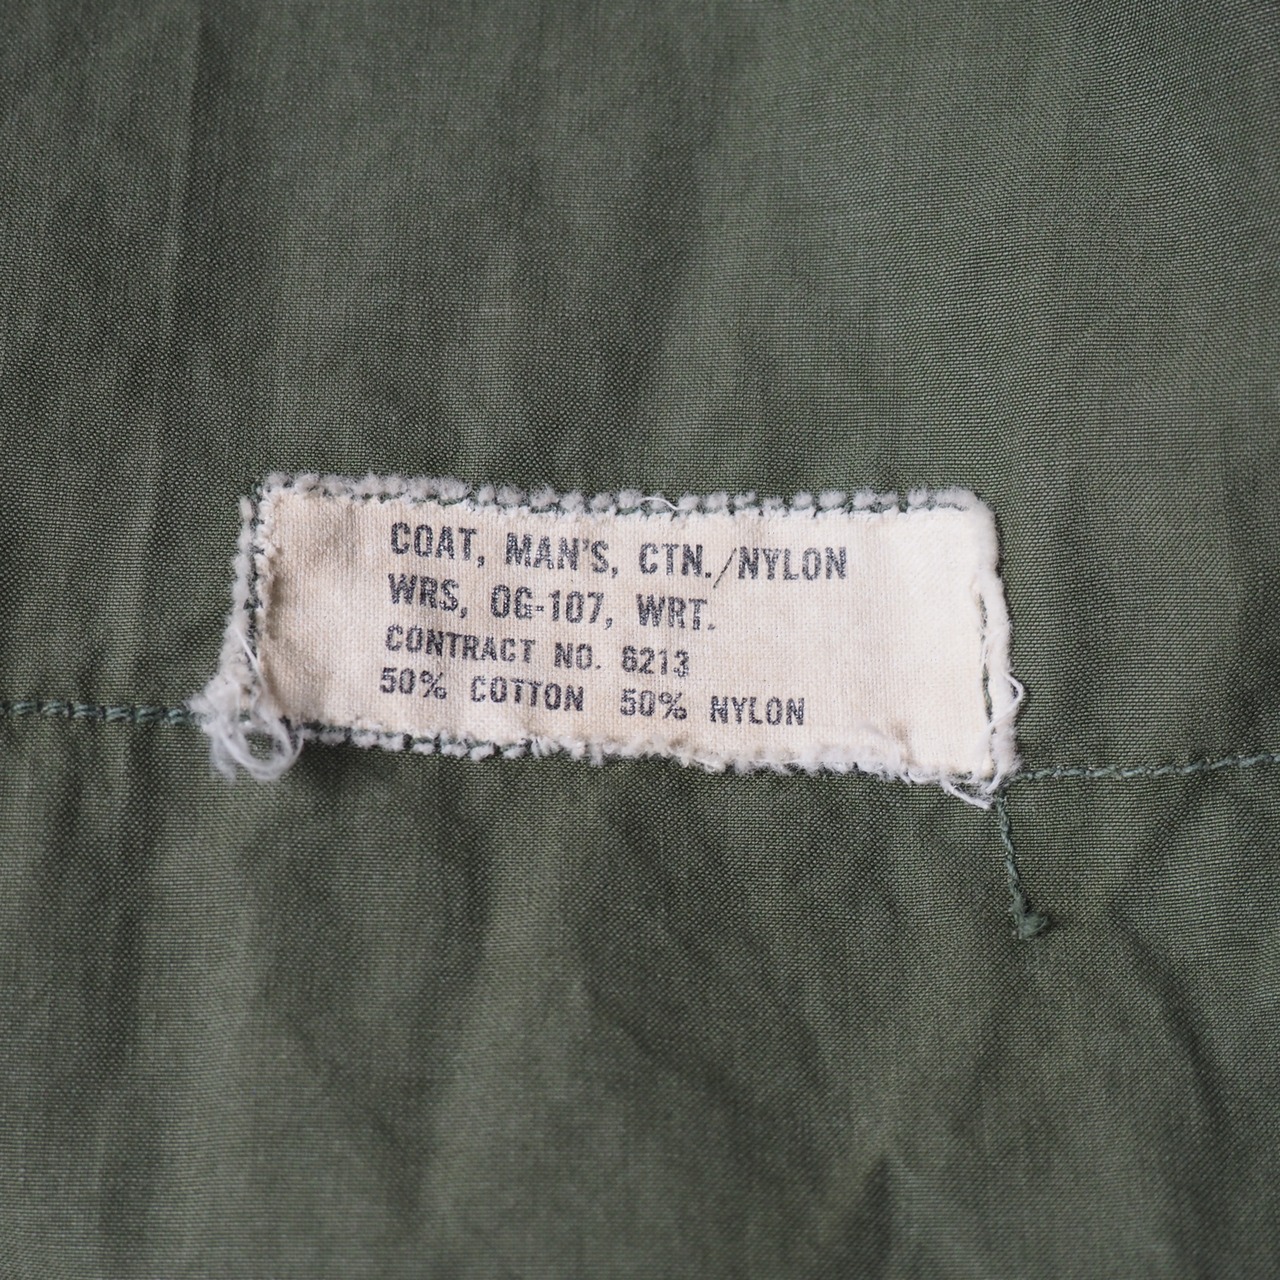 COAT, MAN'S, CTN./NYLON
WRS, OG-107, WRT.
CONTRACT NO. 6213
50% COTTON 50% NYLON